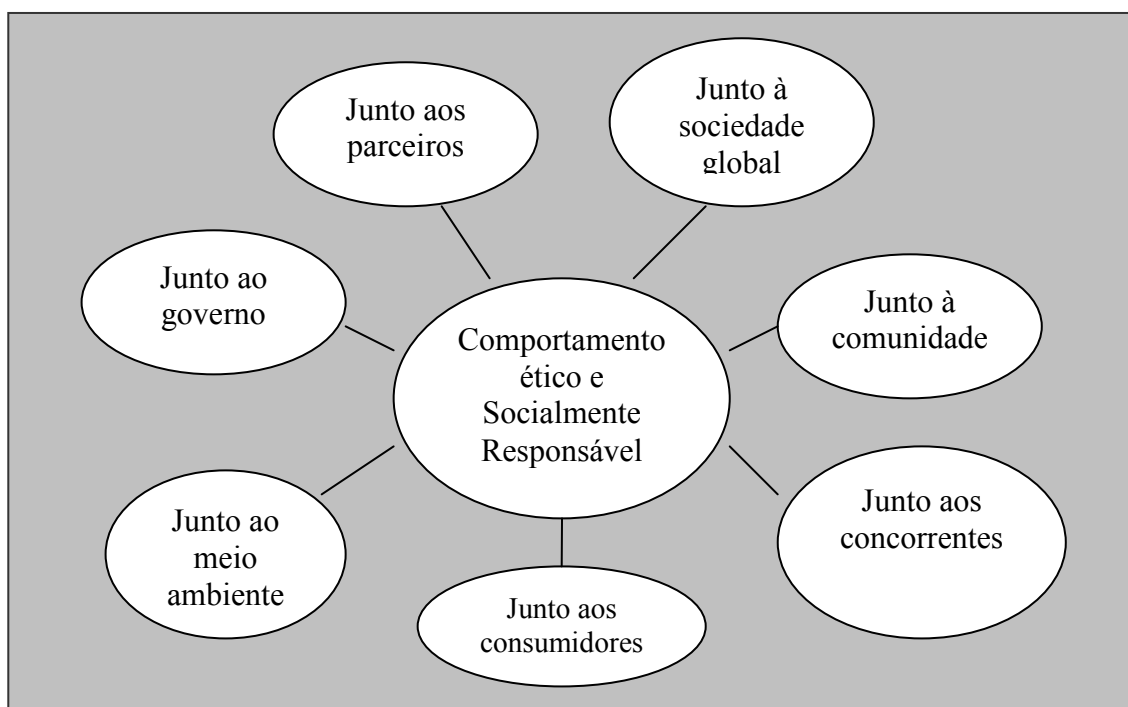 Junto aos
parceiros
Junto à
sociedade
global
Junto ao
governo
Junto à
comunidade
Comportamento
ético e
Socialmente
Responsável
Junto ao
meio
ambiente
Junto aos
concorrentes
Junto aos
consumidores